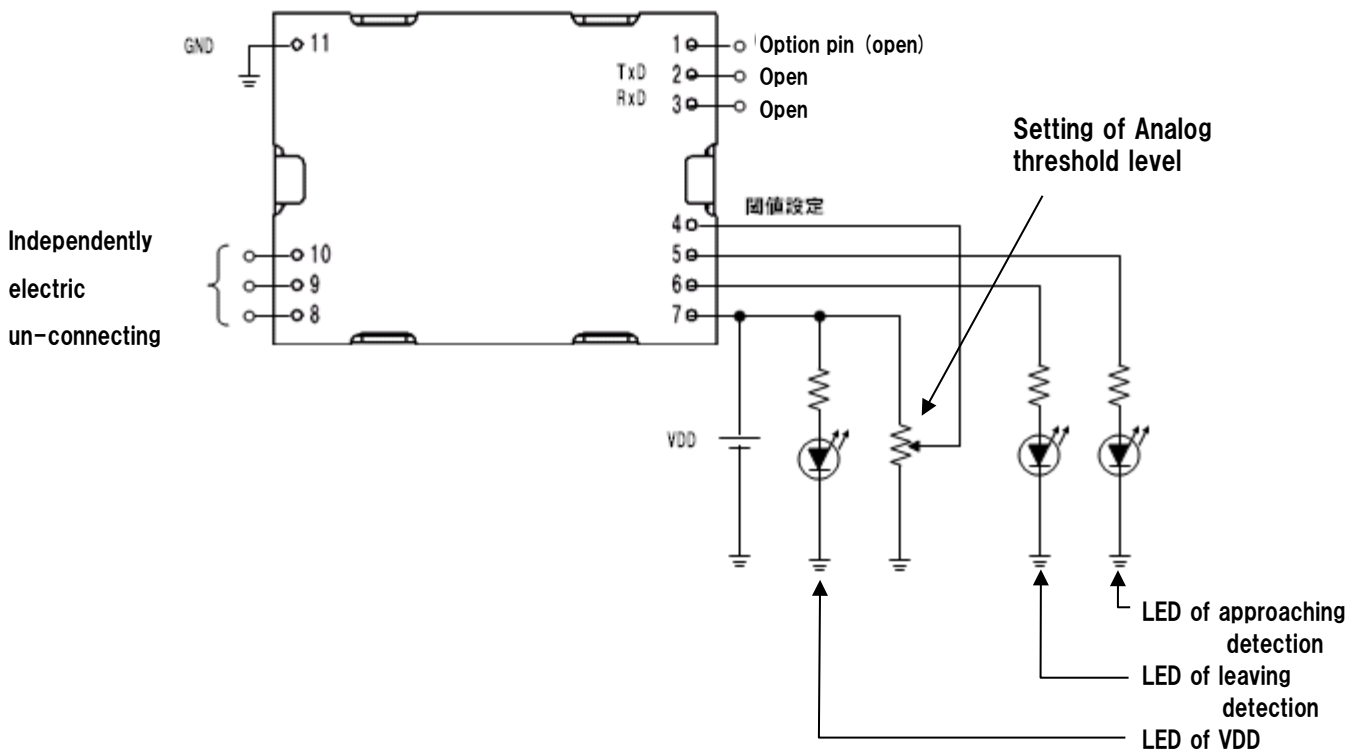 GND
11
1
Option pin (open)
TxD
2
Open
RxD
3
Open
Setting of Analog
threshold level
閾値設定
4
5
6
7
Independently
electric
un-connecting
10
9
8
VDD
LED of approaching
detection
LED of leaving
detection
LED of VDD